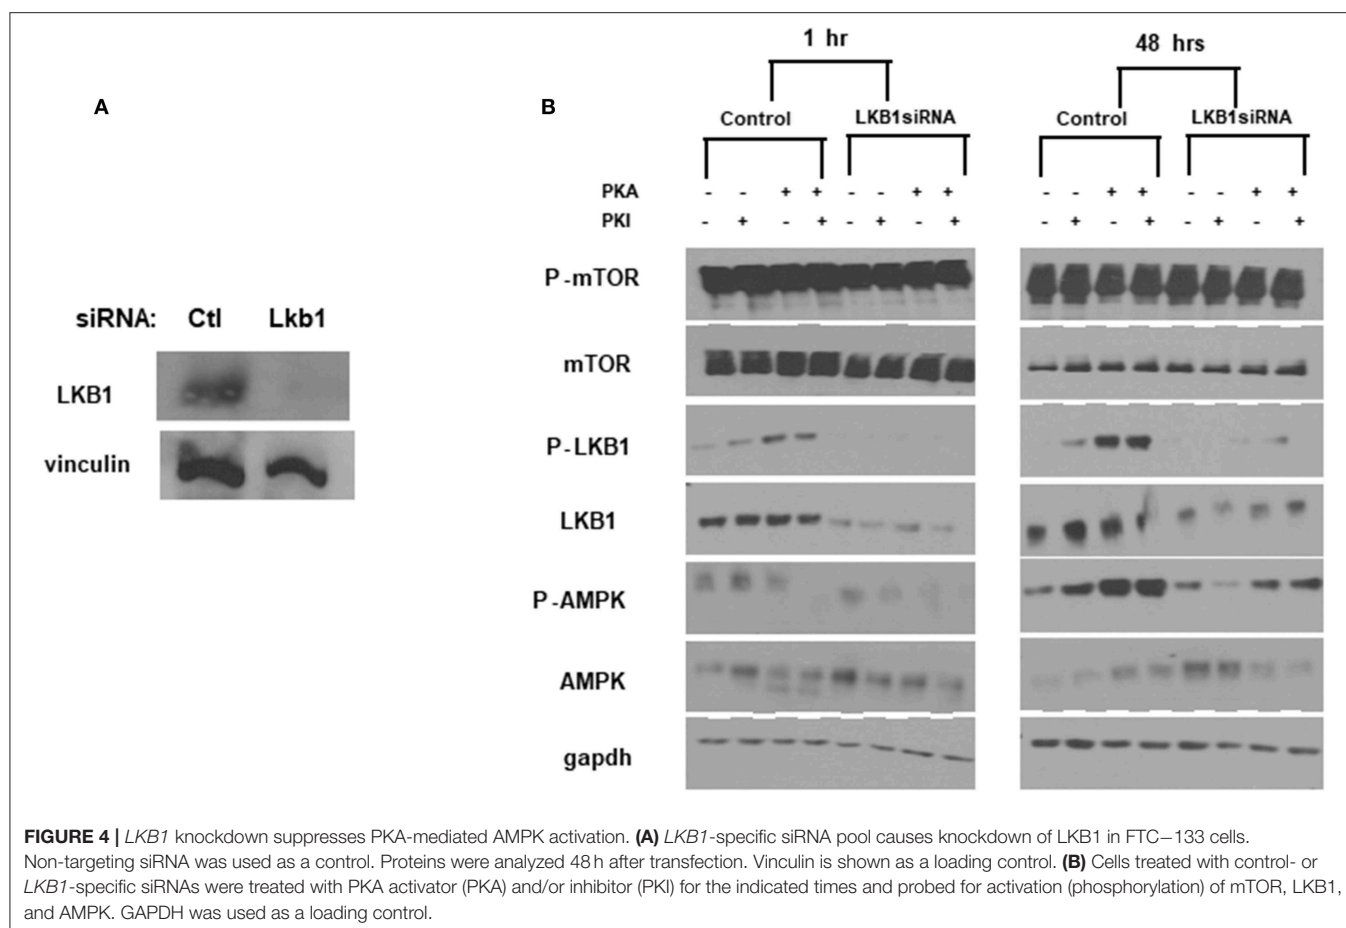 A
siRNA: Ctl Lkb1
LKB1
vinculin
B
1 hr 48 hrs
Control LKB1siRNA Control LKB1siRNA
PKA - - + + - - + + - - + + - - + +
PKI - + - + - + - + - + - + - + - +
P-mTOR
mTOR
P-LKB1
LKB1
P-AMPK
AMPK
gapdh
FIGURE 4 | LKB1 knockdown suppresses PKA-mediated AMPK activation. (A) LKB1-specific siRNA pool causes knockdown of LKB1 in FTC−133 cells.
Non-targeting siRNA was used as a control. Proteins were analyzed 48 h after transfection. Vinculin is shown as a loading control. (B) Cells treated with control- or
LKB1-specific siRNAs were treated with PKA activator (PKA) and/or inhibitor (PKI) for the indicated times and probed for activation (phosphorylation) of mTOR, LKB1,
and AMPK. GAPDH was used as a loading control.